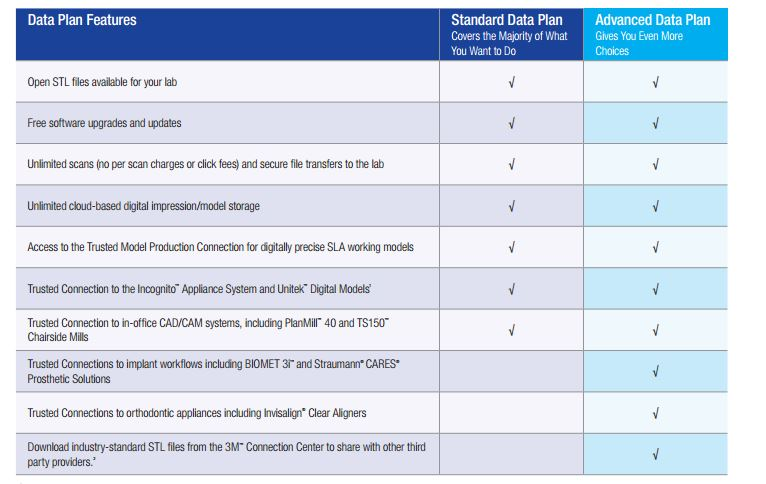 Data Plan Features
Standard Data Plan
Covers the Majority of What
You Want to Do
Advanced Data Plan
Gives You Even More
Choices
Open STL files available for your lab
√ √
Free software upgrades and updates
√ √
Unlimited scans (no per scan charges or click fees) and secure file transfers to the lab
√ √
Unlimited cloud-based digital impression/model storage
√ √
Access to the Trusted Model Production Connection for digitally precise SLA working models
√ √
Trusted Connection to the Incognito™ Appliance System and Unitek™ Digital Models¹
√ √
Trusted Connection to in-office CAD/CAM systems, including PlanMill™ 40 and TS150™
Chairside Mills
√ √
Trusted Connections to implant workflows including BIOMET 3i™ and Straumann® CARES®
Prosthetic Solutions
√
Trusted Connections to orthodontic appliances including Invisalign® Clear Aligners
√
Download industry-standard STL files from the 3M™ Connection Center to share with other third
party providers.²
√